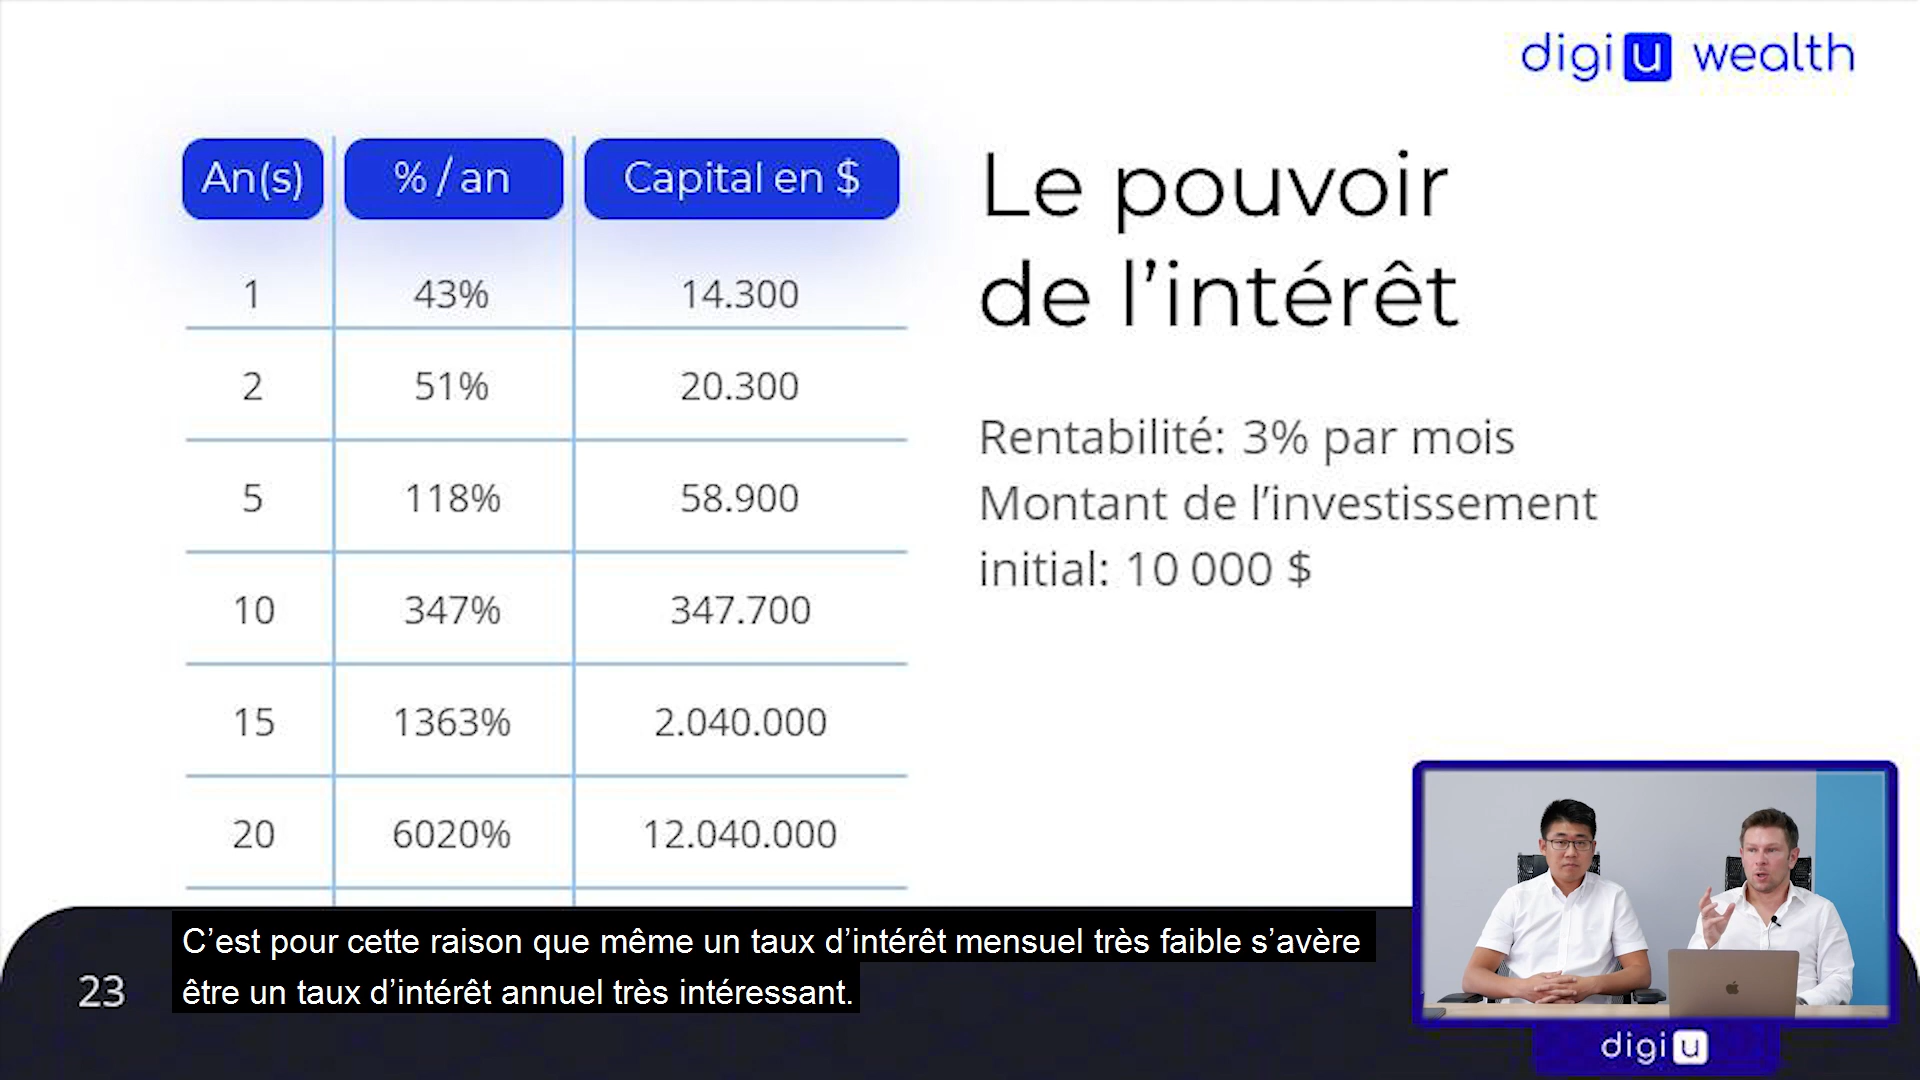 digi u wealth
An(s) % / an Capital en $
1 43% 14.300
2 51% 20.300
5 118% 58.900
10 347% 347.700
15 1363% 2.040.000
20 6020% 12.040.000
Le pouvoir
de l’intérêt
Rentabilité: 3% par mois
Montant de l’investissement
initial: 10 000 $
C’est pour cette raison que même un taux d’intérêt mensuel très faible s’avère
être un taux d’intérêt annuel très intéressant.
23
digi u